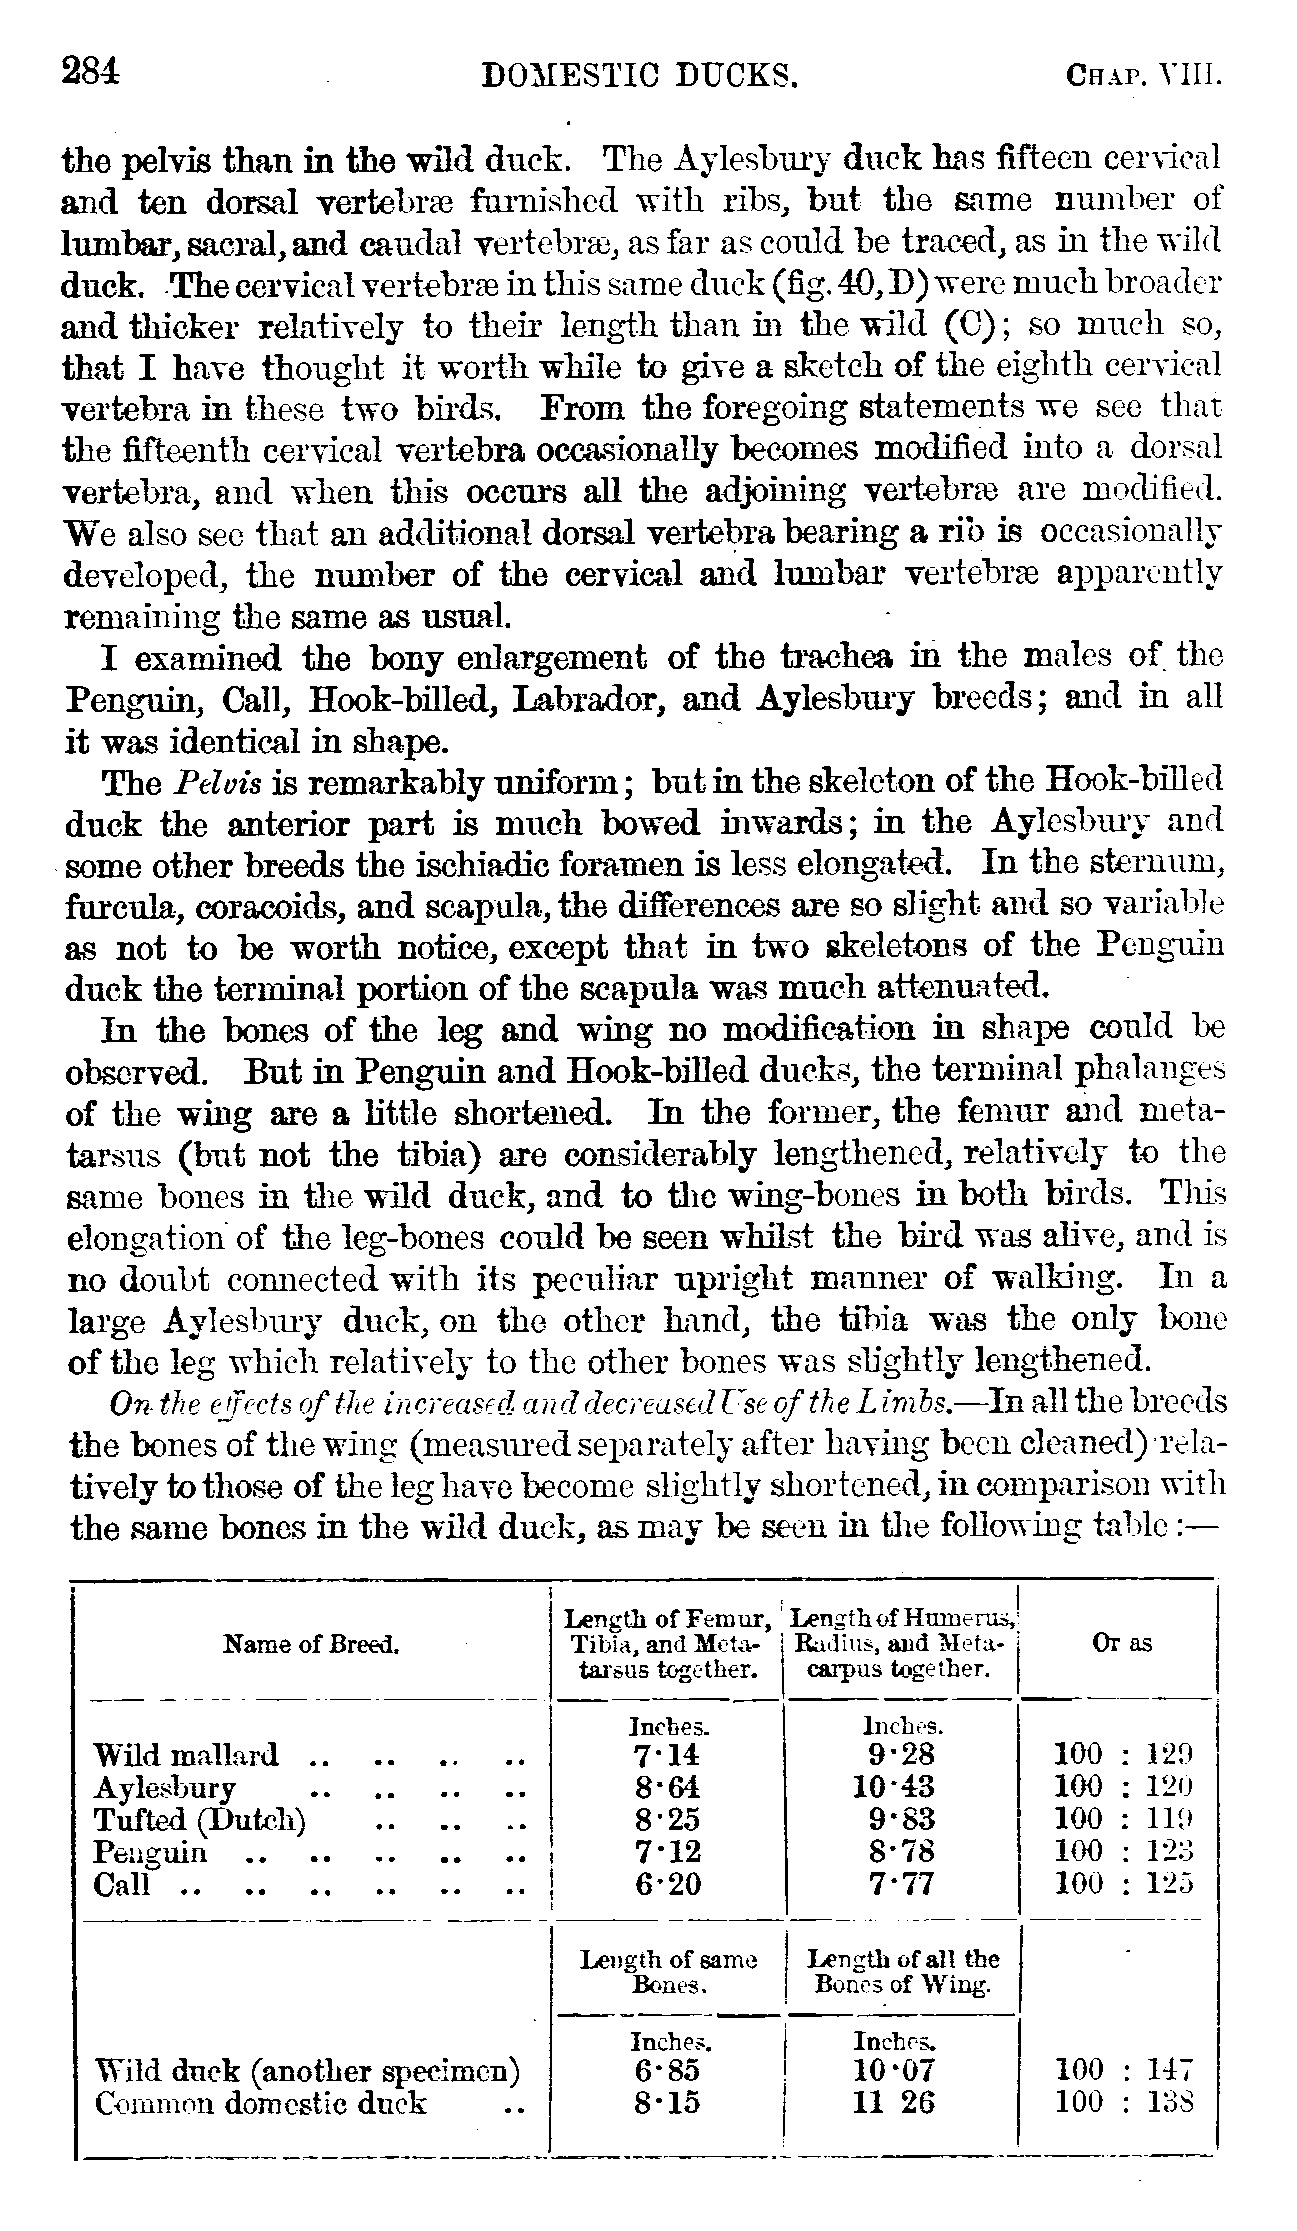 284 DOMESTIC DUCKS. CHAP. VIII.
the pelvis than in the wild duck. The Aylesbury duck has fifteen cervical
and ten dorsal vertebræ furnished with ribs, but the same number of
lumbar, sacral, and caudal vertebræ, as far as could be traced, as in the wild
duck. The cervical vertebræ in this same duck (fig. 40, D) were much broader
and thicker relatively to their length than in the wild (C); so much so,
that I have thought it worth while to give a sketch of the eighth cervical
vertebra in these two birds. From the foregoing statements we see that
the fifteenth cervical vertebra occasionally becomes modified into a dorsal
vertebra, and when this occurs all the adjoining vertebræ are modified.
We also see that an additional dorsal vertebra bearing a rib is occasionally
developed, the number of the cervical and lumbar vertebræ apparently
remaining the same as usual.
I examined the bony enlargement of the trachea in the males of the
Penguin, Call, Hook-billed, Labrador, and Aylesbury breeds; and in all
it was identical in shape.
The Pelvis is remarkably uniform; but in the skeleton of the Hook-billed
duck the anterior part is much bowed inwards; in the Aylesbury and
some other breeds the ischiadic foramen is less elongated. In the sternum,
furcula, coracoids, and scapula, the differences are so slight and so variable
as not to be worth notice, except that in two skeletons of the Penguin
duck the terminal portion of the scapula was much attenuated.
In the bones of the leg and wing no modification in shape could be
observed. But in Penguin and Hook-billed ducks, the terminal phalanges
of the wing are a little shortened. In the former, the femur and meta-
tarsus (but not the tibia) are considerably lengthened, relatively to the
same bones in the wild duck, and to the wing-bones in both birds. This
elongation of the leg-bones could be seen whilst the bird was alive, and is
no doubt connected with its peculiar upright manner of walking. In a
large Aylesbury duck, on the other hand, the tibia was the only bone
of the leg which relatively to the other bones was slightly lengthened.
On the effects of the increased and decreased Use of the Limbs.—In all the breeds
the bones of the wing (measured separately after having been cleaned) rela-
tively to those of the leg have become slightly shortened, in comparison with
the same bones in the wild duck, as may be seen in the following table:—
Name of Breed. Length of Femur, Tibia, and Meta-tarsus together. Length of Humerus, Radius, and Meta-carpus together. Or as
Inches. Inches.
Wild mallard .. .. .. .. 7·14 9·28 100 : 129
Aylesbury .. .. .. .. 8·64 10·43 100 : 120
Tufted (Dutch) .. .. .. 8·25 9·83 100 : 119
Penguin .. .. .. .. .. 7·12 8·78 100 : 123
Call .. .. .. .. .. .. 6·20 7·77 100 : 125
Length of same Bones. Length of all the Bones of Wing.
Inches. Inches.
Wild duck (another specimen) 6·85 10·07 100 : 147
Common domestic duck .. 8·15 11 26 100 : 138